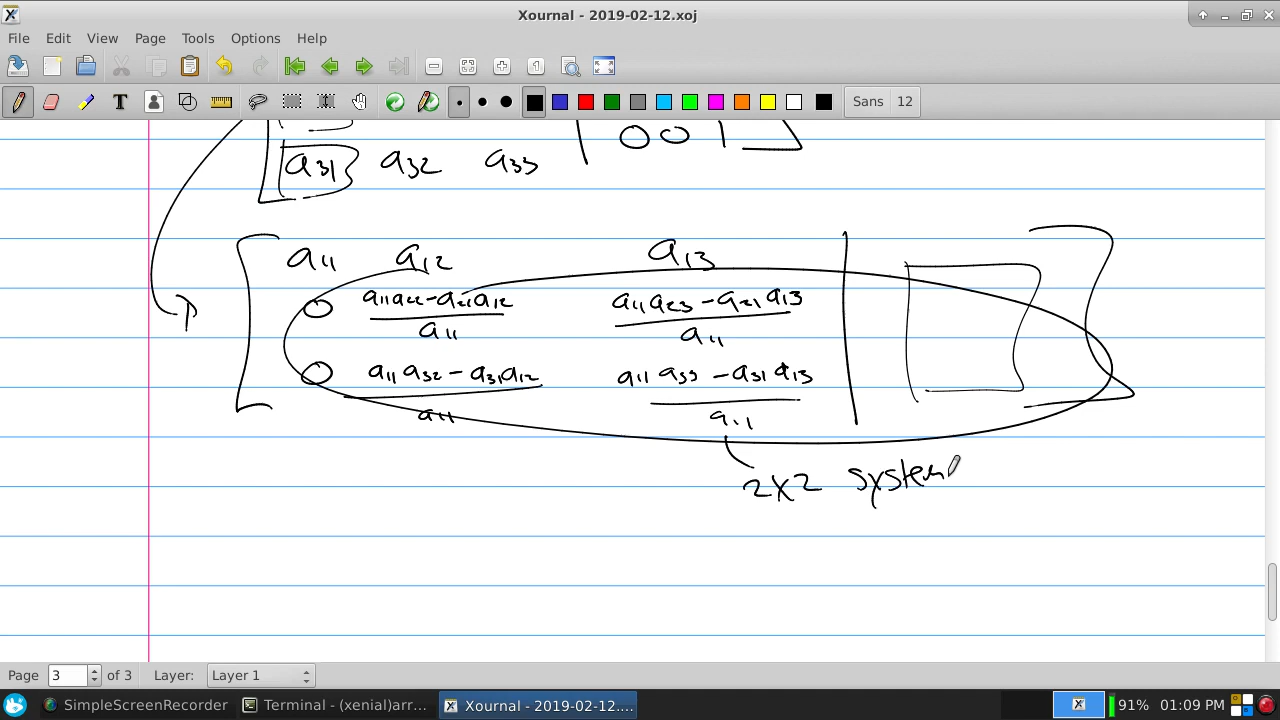 Xournal - 2019-02-12.xoj
File Edit View Page Tools Options Help
Sans 12
0 0 1
a31 a32 a33
a11 a12 a13
0 a11a22 - a21a12 a11a23 - a21a13
a11 a11
0 a11a32 - a31a12 a11a33 - a31a13
a11 a11
2x2 system
Page 3 of 3 Layer: Layer 1
SimpleScreenRecorder Terminal - (xenial)arr... Xournal - 2019-02-12.... 91% 01:09 PM